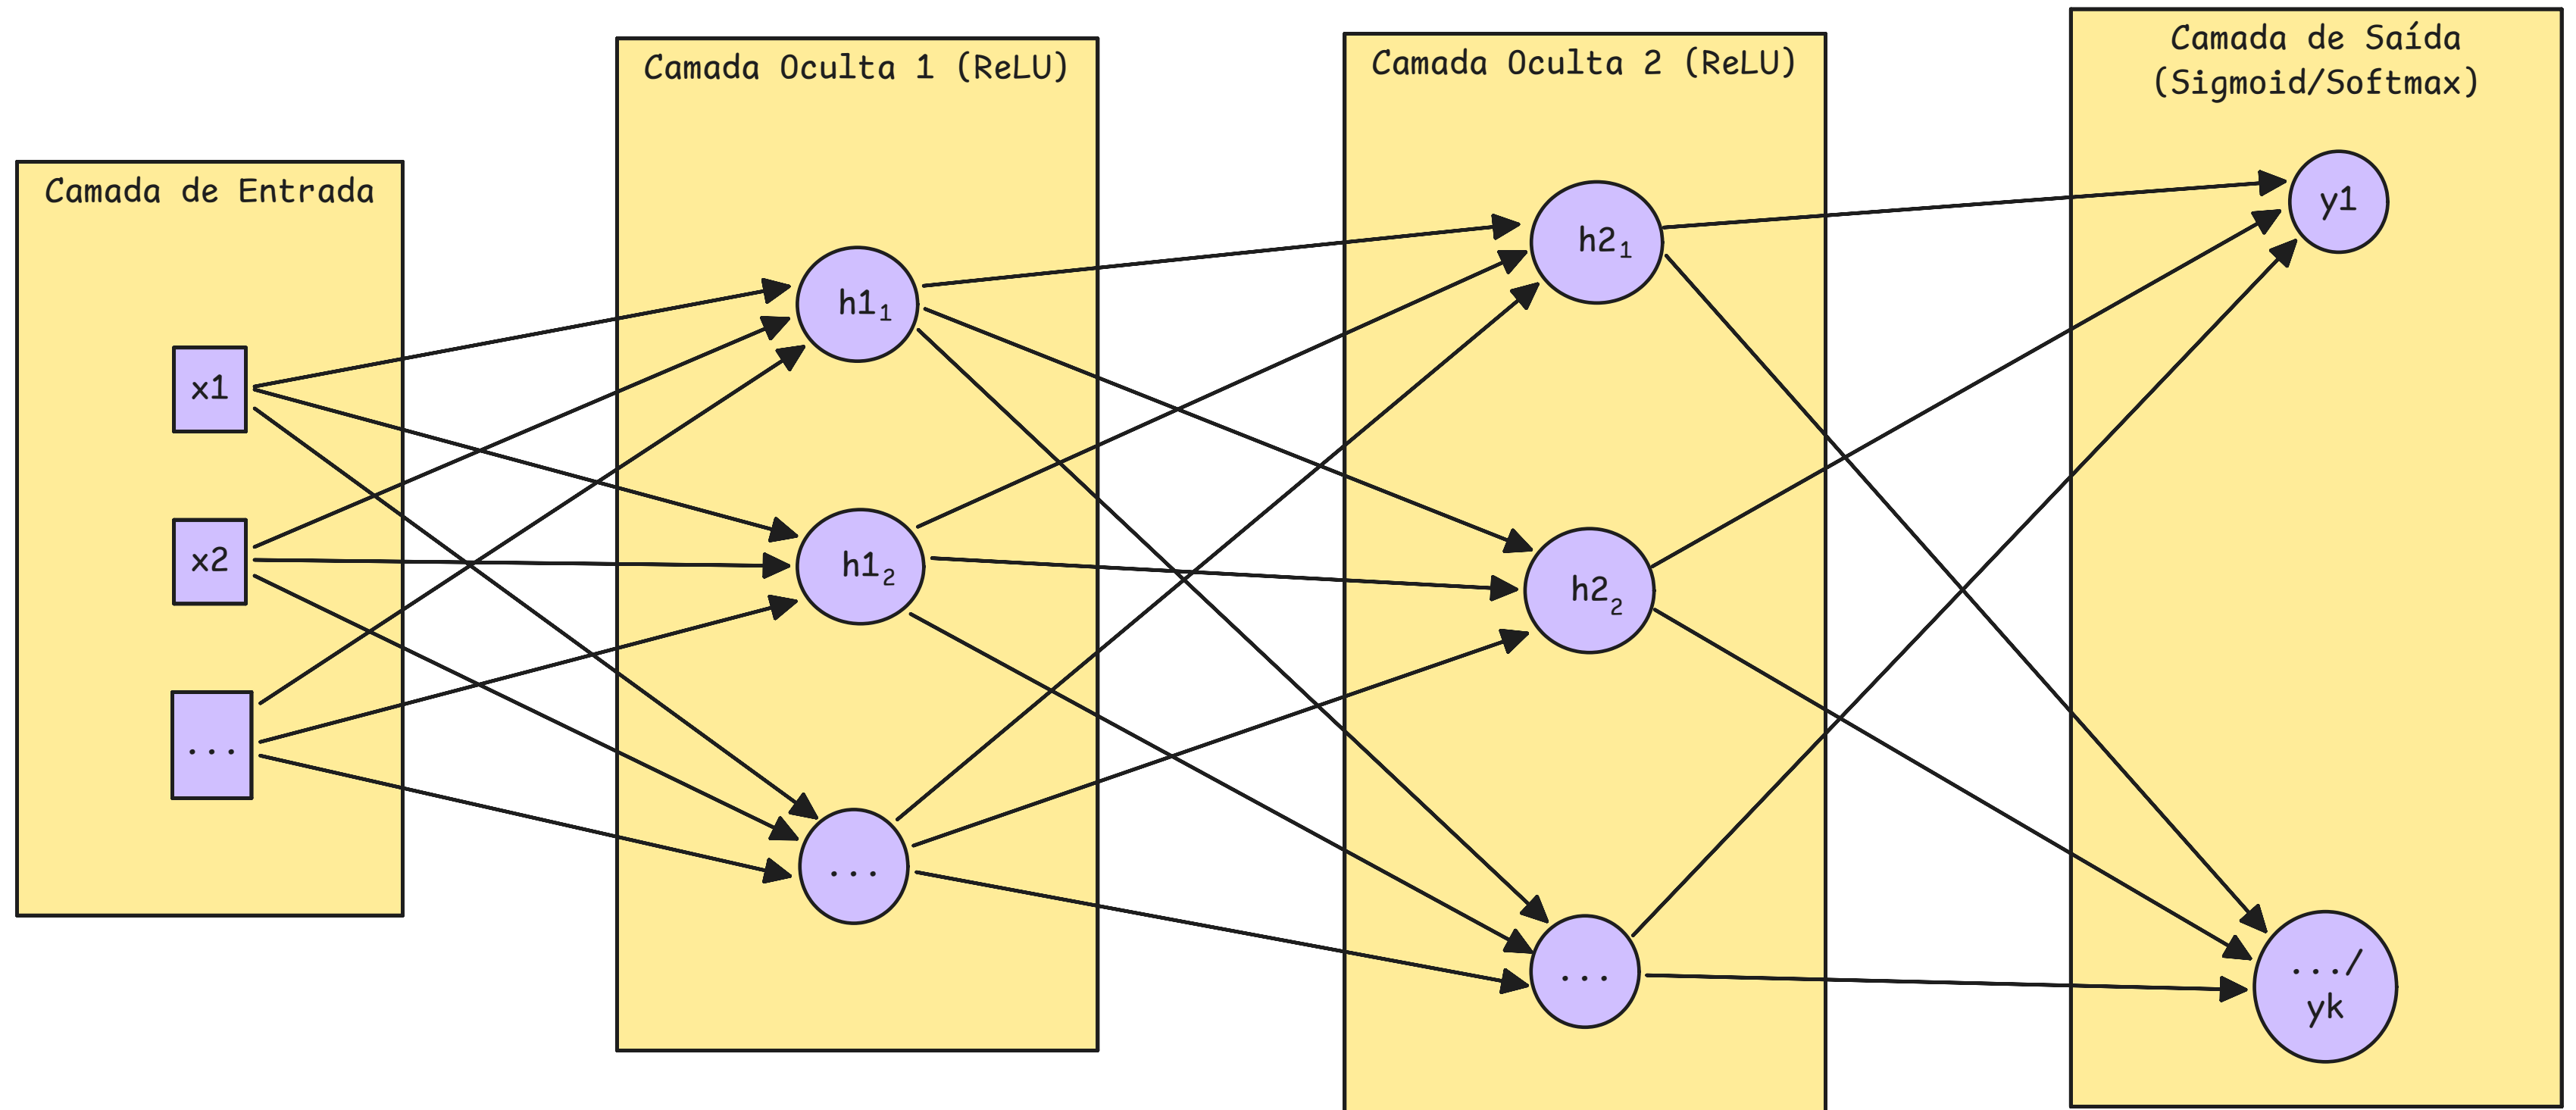 Camada de Entrada
x1
x2
...
Camada Oculta 1 (ReLU)
h1₁
h1₂
...
Camada Oculta 2 (ReLU)
h2₁
h2₂
...
Camada de Saída
(Sigmoid/Softmax)
y1
.../
yk